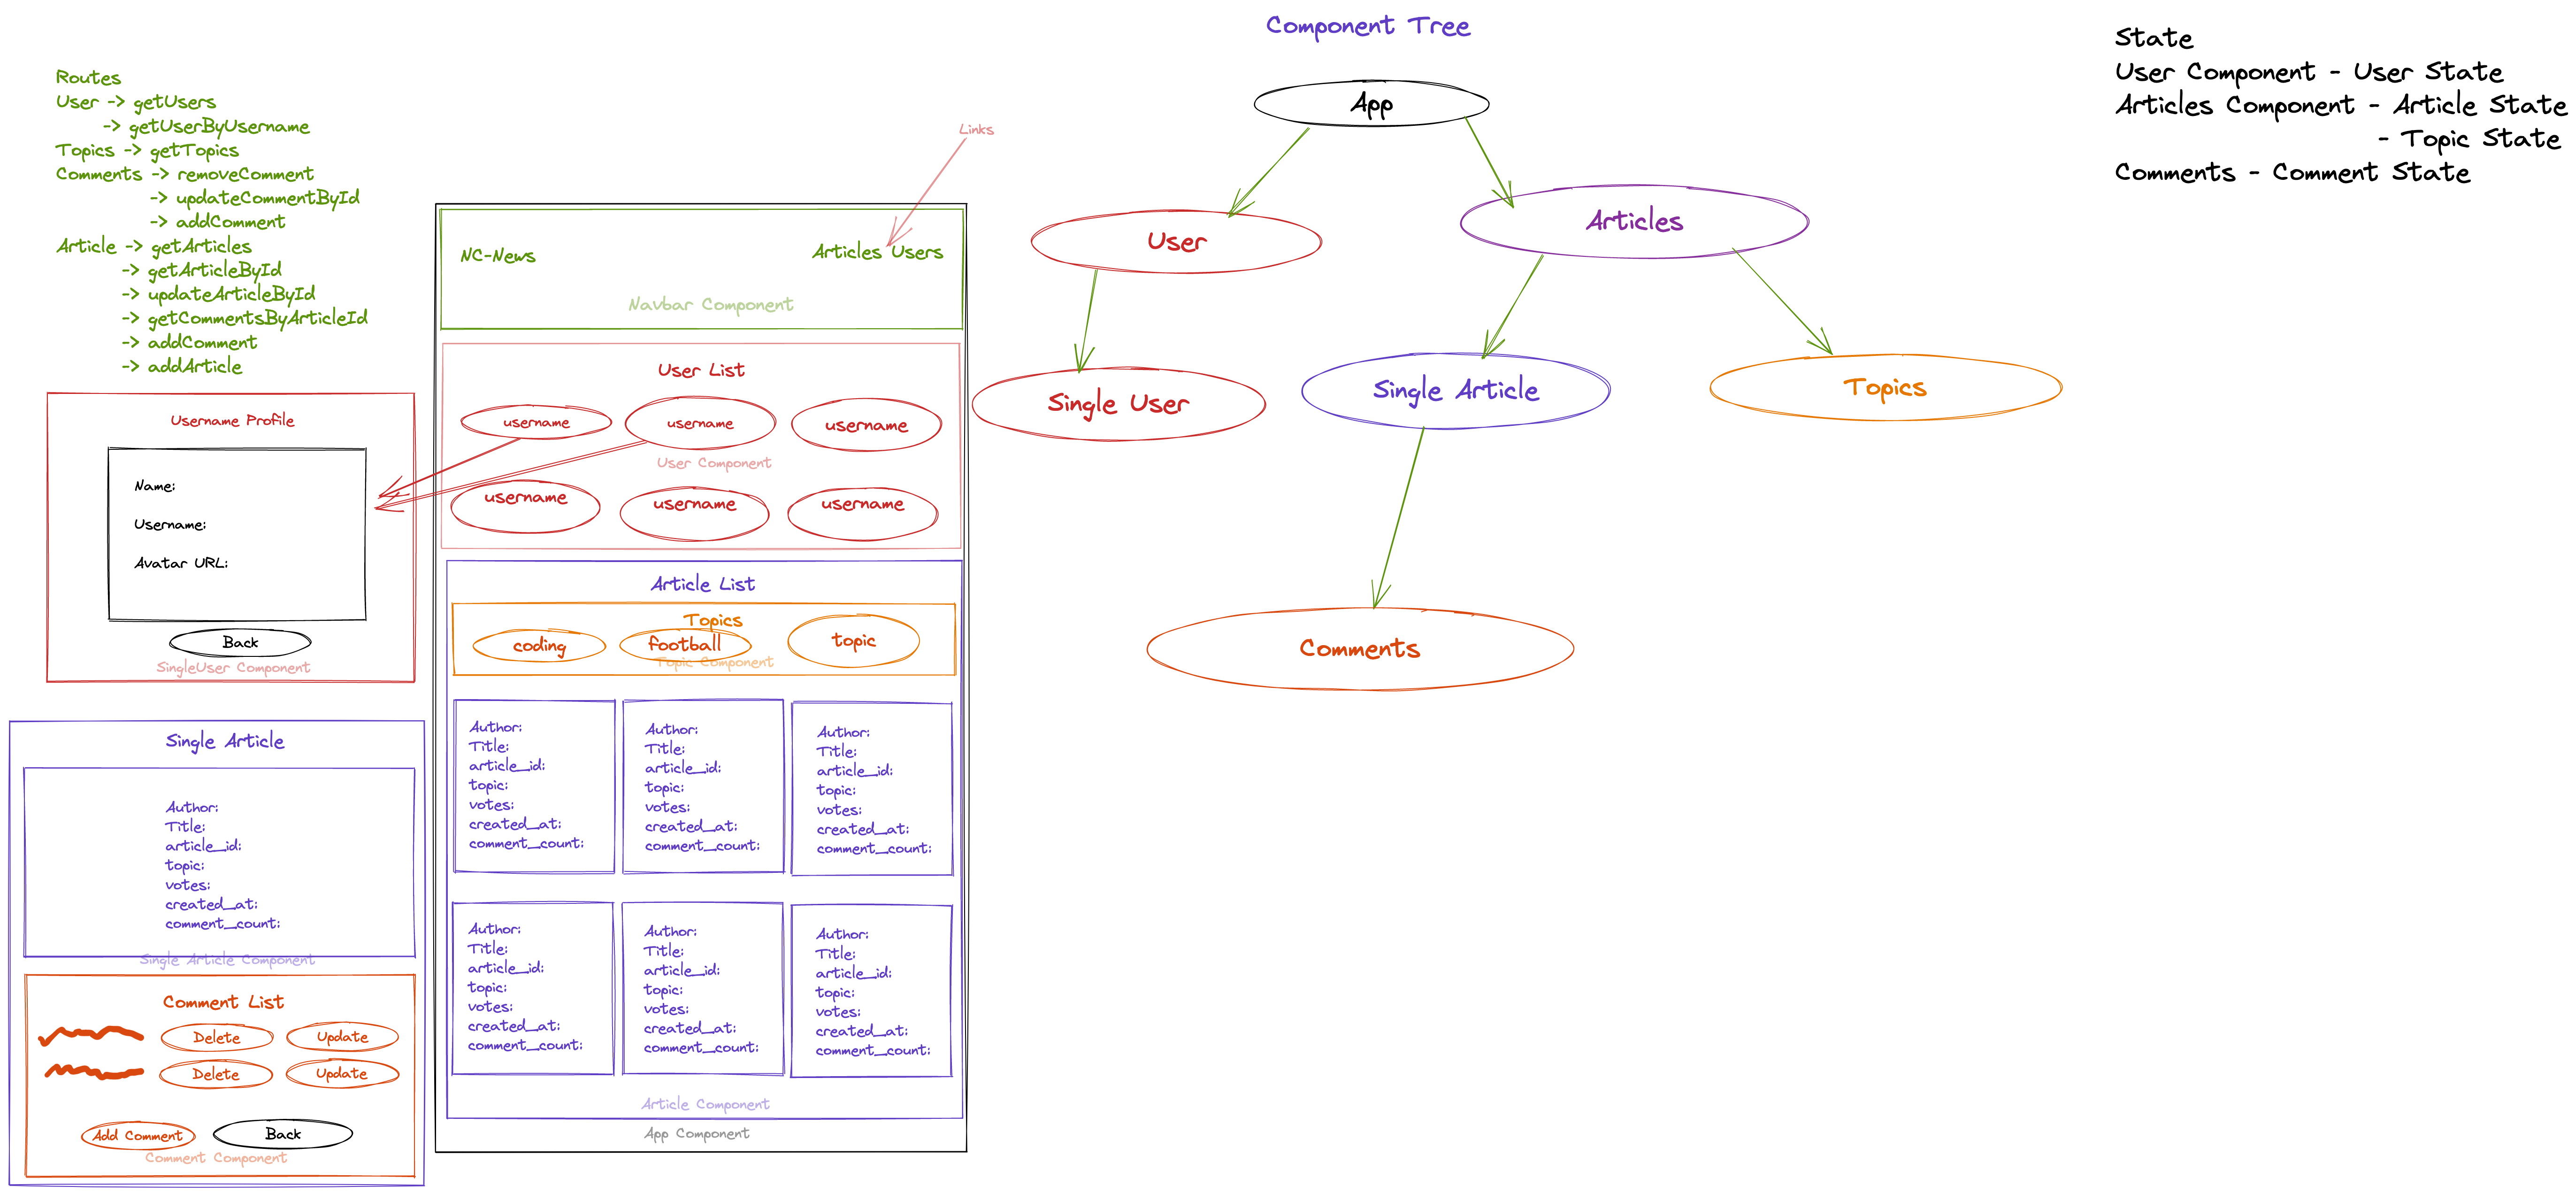 Component Tree
State
User Component - User State
Articles Component - Article State
- Topic State
Comments - Comment State
Routes
User -> getUsers
-> getUserByUsername
Topics -> getTopics
Comments -> removeComment
-> updateCommentById
-> addComment
Article -> getArticles
-> getArticleById
-> updateArticleById
-> getCommentsByArticleId
-> addComment
-> addArticle
Username Profile
Name:
Username:
Avatar URL:
Back
SingleUser Component
Single Article
Author:
Title:
article_id:
topic:
votes:
created_at:
comment_count:
Single Article Component
Comment List
Delete Update
Delete Update
Add Comment Back
Comment Component
Links
NC-News Articles Users
Navbar Component
User List
username username username
User Component
username username username
Article List
Topics
coding football topic
Topic Component
Author:
Title:
article_id:
topic:
votes:
created_at:
comment_count:
Author:
Title:
article_id:
topic:
votes:
created_at:
comment_count:
Author:
Title:
article_id:
topic:
votes:
created_at:
comment_count:
Author:
Title:
article_id:
topic:
votes:
created_at:
comment_count:
Author:
Title:
article_id:
topic:
votes:
created_at:
comment_count:
Author:
Title:
article_id:
topic:
votes:
created_at:
comment_count:
Article Component
App Component
App
User
Articles
Single User
Single Article
Topics
Comments